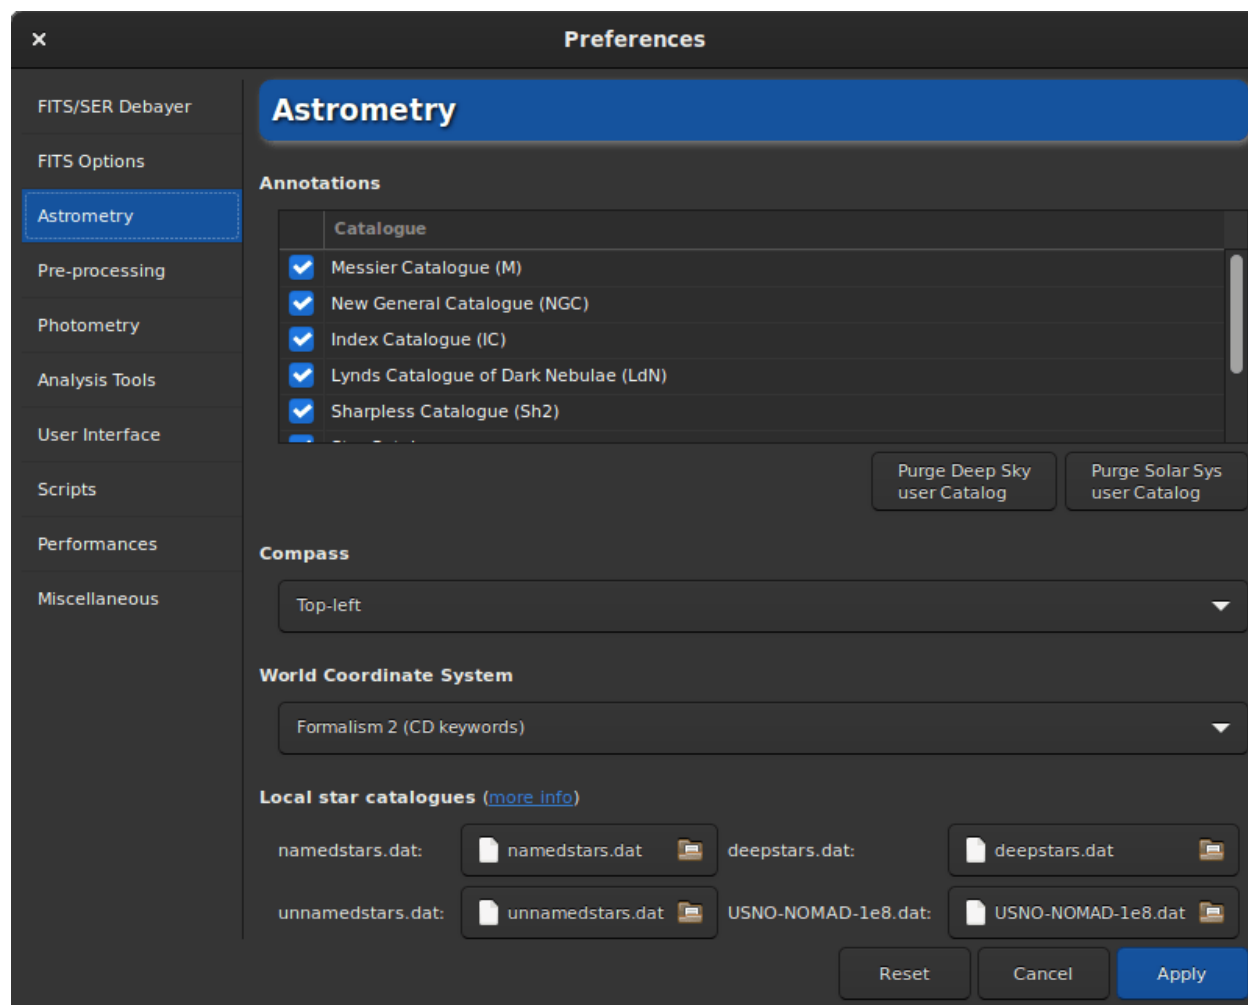 Preferences
FITS/SER Debayer
FITS Options
Astrometry
Pre-processing
Photometry
Analysis Tools
User Interface
Scripts
Performances
Miscellaneous
Astrometry
Annotations
Catalogue
Messier Catalogue (M)
New General Catalogue (NGC)
Index Catalogue (IC)
Lynds Catalogue of Dark Nebulae (LdN)
Sharpless Catalogue (Sh2)
Purge Deep Sky
user Catalog
Purge Solar Sys
user Catalog
Compass
Top-left
World Coordinate System
Formalism 2 (CD keywords)
Local star catalogues (more info)
namedstars.dat: namedstars.dat deepstars.dat: deepstars.dat
unnamedstars.dat: unnamedstars.dat USNO-NOMAD-1e8.dat: USNO-NOMAD-1e8.dat
Reset Cancel Apply